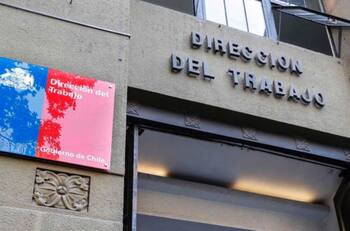 DIRECCION
DEL TRABAJO
Dirección del
Trabajo
Gobierno de Chile